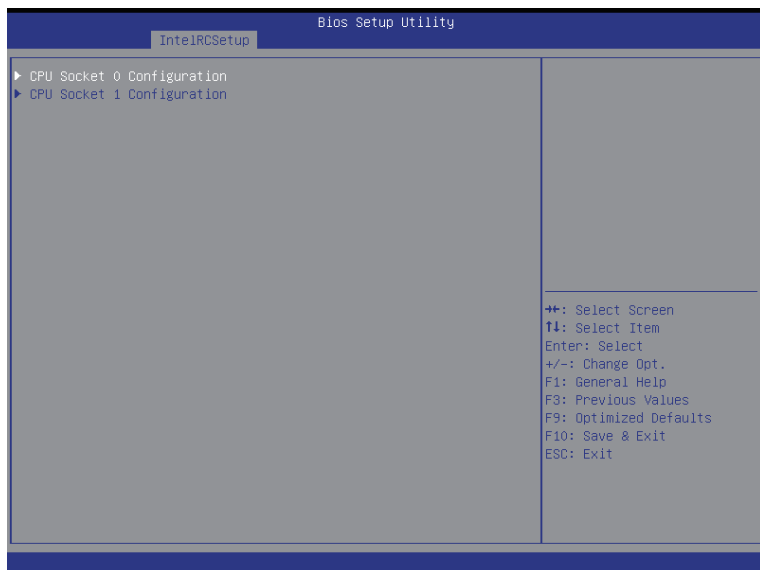 Bios Setup Utility
IntelRCSetup
CPU Socket 0 Configuration
CPU Socket 1 Configuration
→←: Select Screen
↑↓: Select Item
Enter: Select
+/-: Change Opt.
F1: General Help
F3: Previous Values
F9: Optimized Defaults
F10: Save & Exit
ESC: Exit